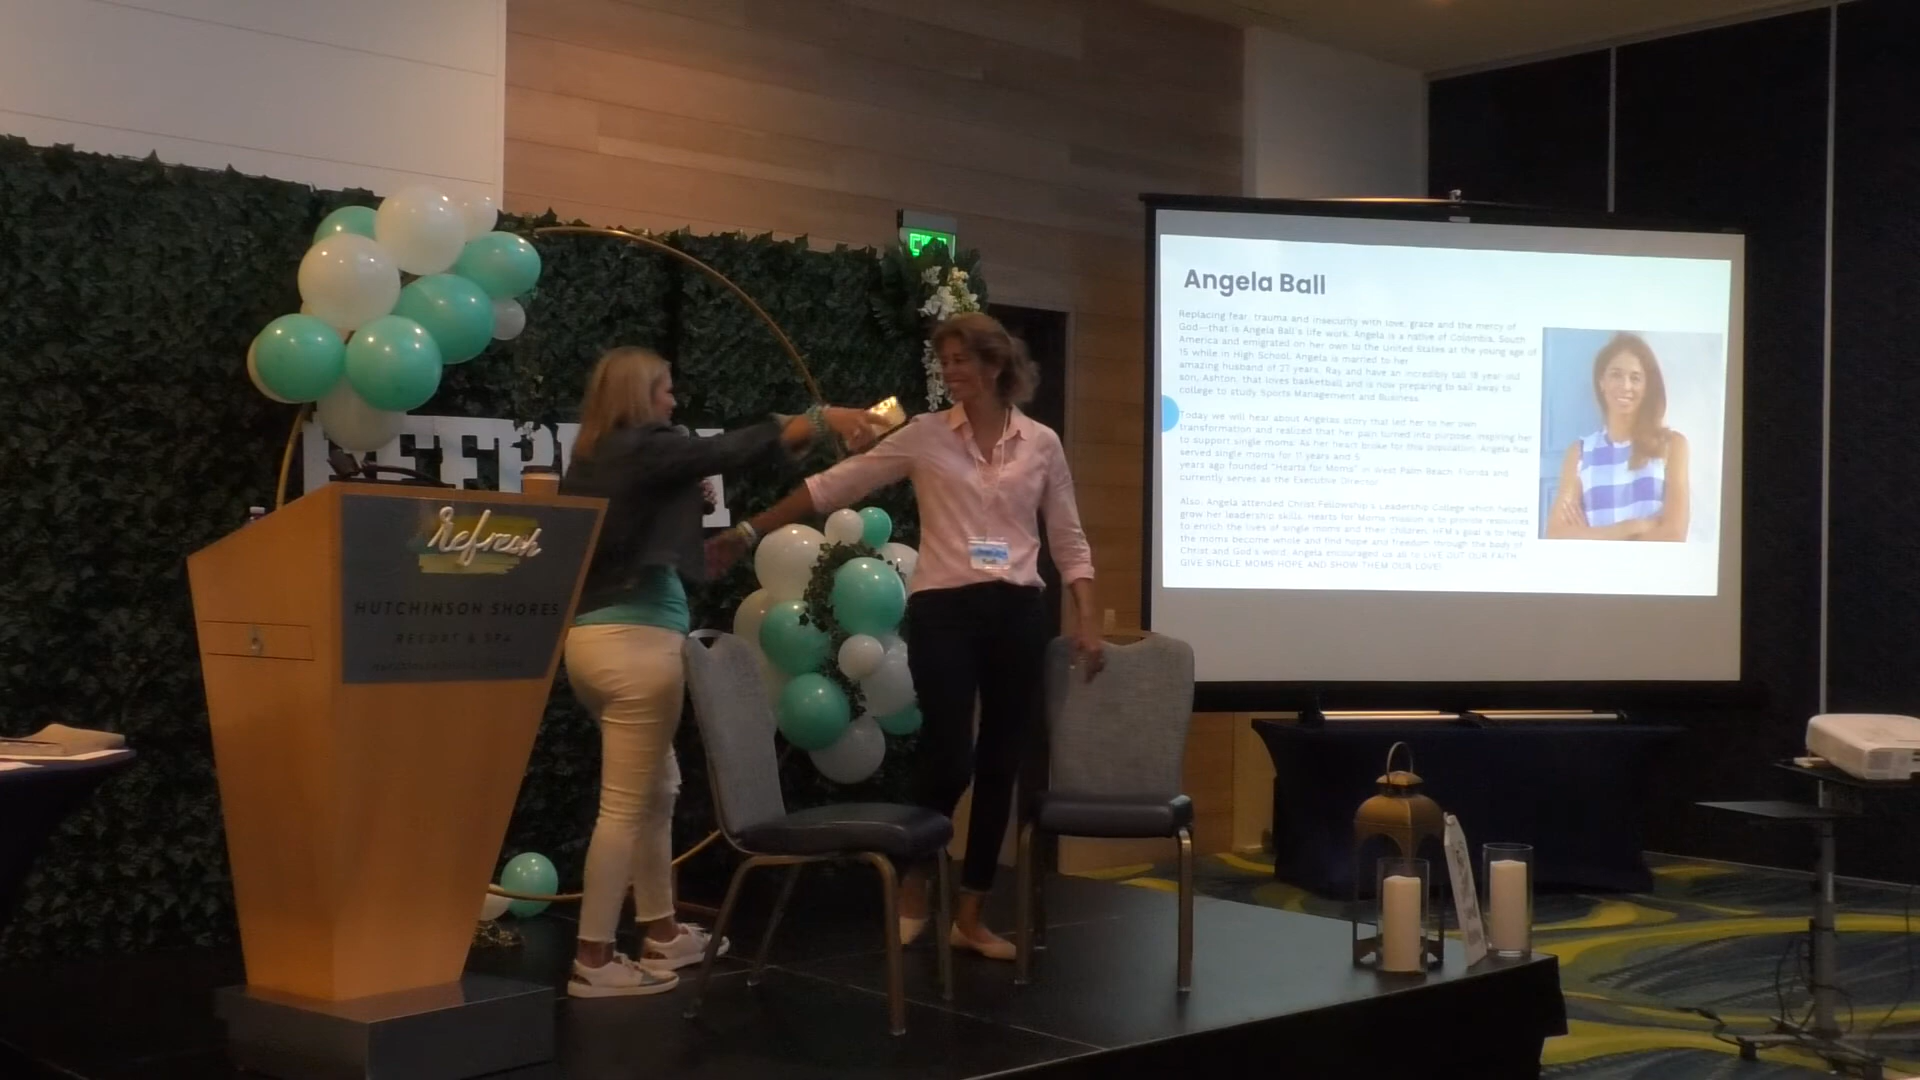 Refresh
HUTCHINSON SHORES
RESORT & SPA
Angela Ball
Replacing fear, trauma and insecurity with love, grace and the mercy of
God—that is Angela Ball's life work. Angela is a native of Colombia, South
America and emigrated on her own to the United States at the young age of
15 while in High School. Angela is married to her
amazing husband of 27 years, Ray and have an incredibly tall 18 year-old
son, Ashton, that loves basketball and is now preparing to sail away to
college to study Sports Management and Business.
Today we will hear about Angelas story that led her to her own
transformation and realized that her pain turned into purpose, inspiring her
to support single moms. As her heart broke for this population, Angela has
served single moms for 11 years and 5
years ago founded "Hearts for Moms" in West Palm Beach, Florida and
currently serves as the Executive Director.
Also, Angela attended Christ Fellowship's Leadership College which helped
grow her leadership skills. Hearts for Moms mission is to provide resources
to enrich the lives of single moms and their children. HFM's goal is to help
the moms become whole and find hope and freedom through the body of
Christ and God's word. Angela encouraged us all to LIVE OUT OUR FAITH,
GIVE SINGLE MOMS HOPE AND SHOW THEM OUR LOVE!